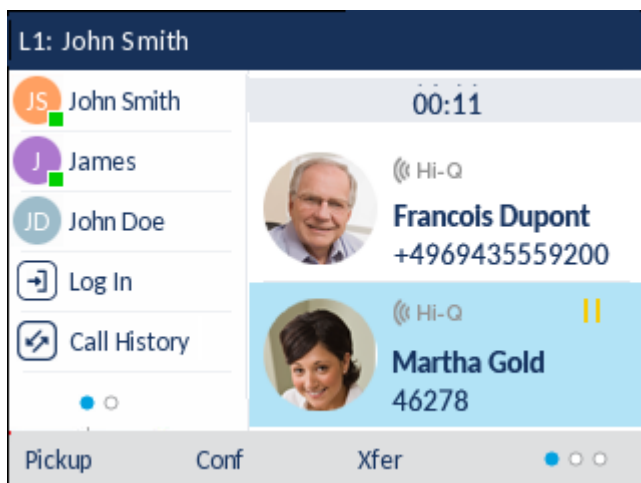 L1: John Smith
JS John Smith
J James
JD John Doe
Log In
Call History
00:11
Hi-Q
Francois Dupont
+4969435559200
Hi-Q
Martha Gold
46278
Pickup Conf Xfer